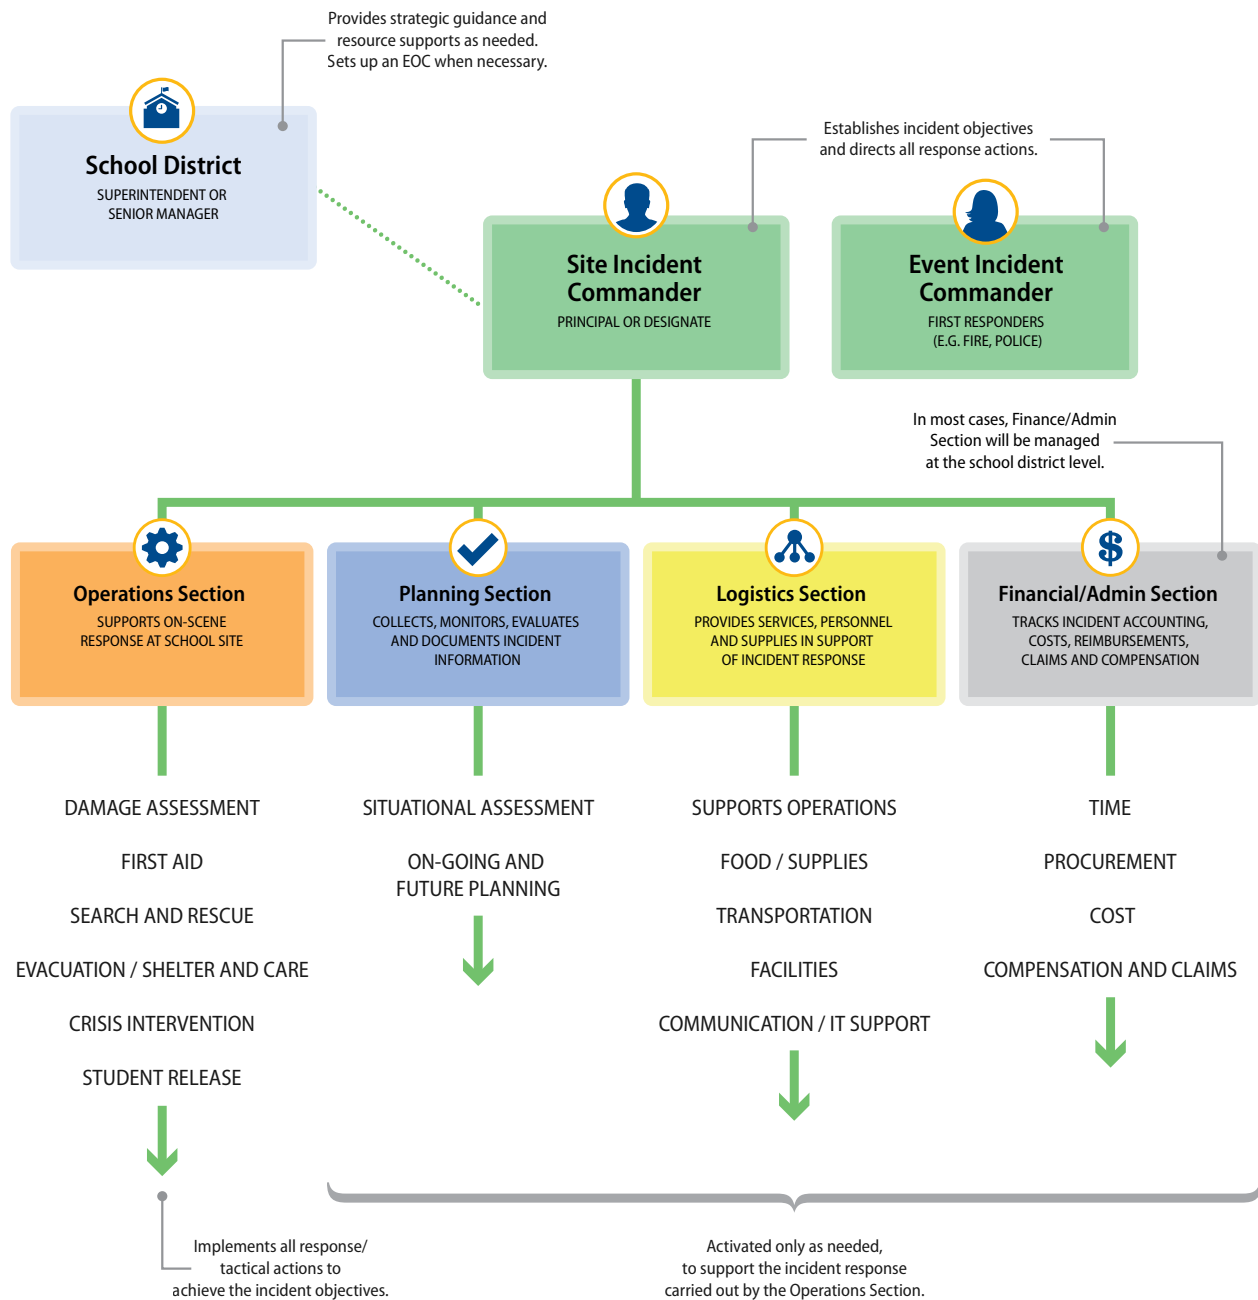 Provides strategic guidance and
resource supports as needed.
Sets up an EOC when necessary.
School District
SUPERINTENDENT OR
SENIOR MANAGER
Establishes incident objectives
and directs all response actions.
Site Incident
Commander
PRINCIPAL OR DESIGNATE
Event Incident
Commander
FIRST RESPONDERS
(E.G. FIRE, POLICE)
In most cases, Finance/Admin
Section will be managed
at the school district level.
Operations Section
SUPPORTS ON-SCENE
RESPONSE AT SCHOOL SITE
Planning Section
COLLECTS, MONITORS, EVALUATES
AND DOCUMENTS INCIDENT
INFORMATION
Logistics Section
PROVIDES SERVICES, PERSONNEL
AND SUPPLIES IN SUPPORT
OF INCIDENT RESPONSE
$
Financial/Admin Section
TRACKS INCIDENT ACCOUNTING,
COSTS, REIMBURSEMENTS,
CLAIMS AND COMPENSATION
DAMAGE ASSESSMENT
FIRST AID
SEARCH AND RESCUE
EVACUATION / SHELTER AND CARE
CRISIS INTERVENTION
STUDENT RELEASE
SITUATIONAL ASSESSMENT
ON-GOING AND
FUTURE PLANNING
SUPPORTS OPERATIONS
FOOD / SUPPLIES
TRANSPORTATION
FACILITIES
COMMUNICATION / IT SUPPORT
TIME
PROCUREMENT
COST
COMPENSATION AND CLAIMS
Implements all response/
tactical actions to
achieve the incident objectives.
Activated only as needed,
to support the incident response
carried out by the Operations Section.